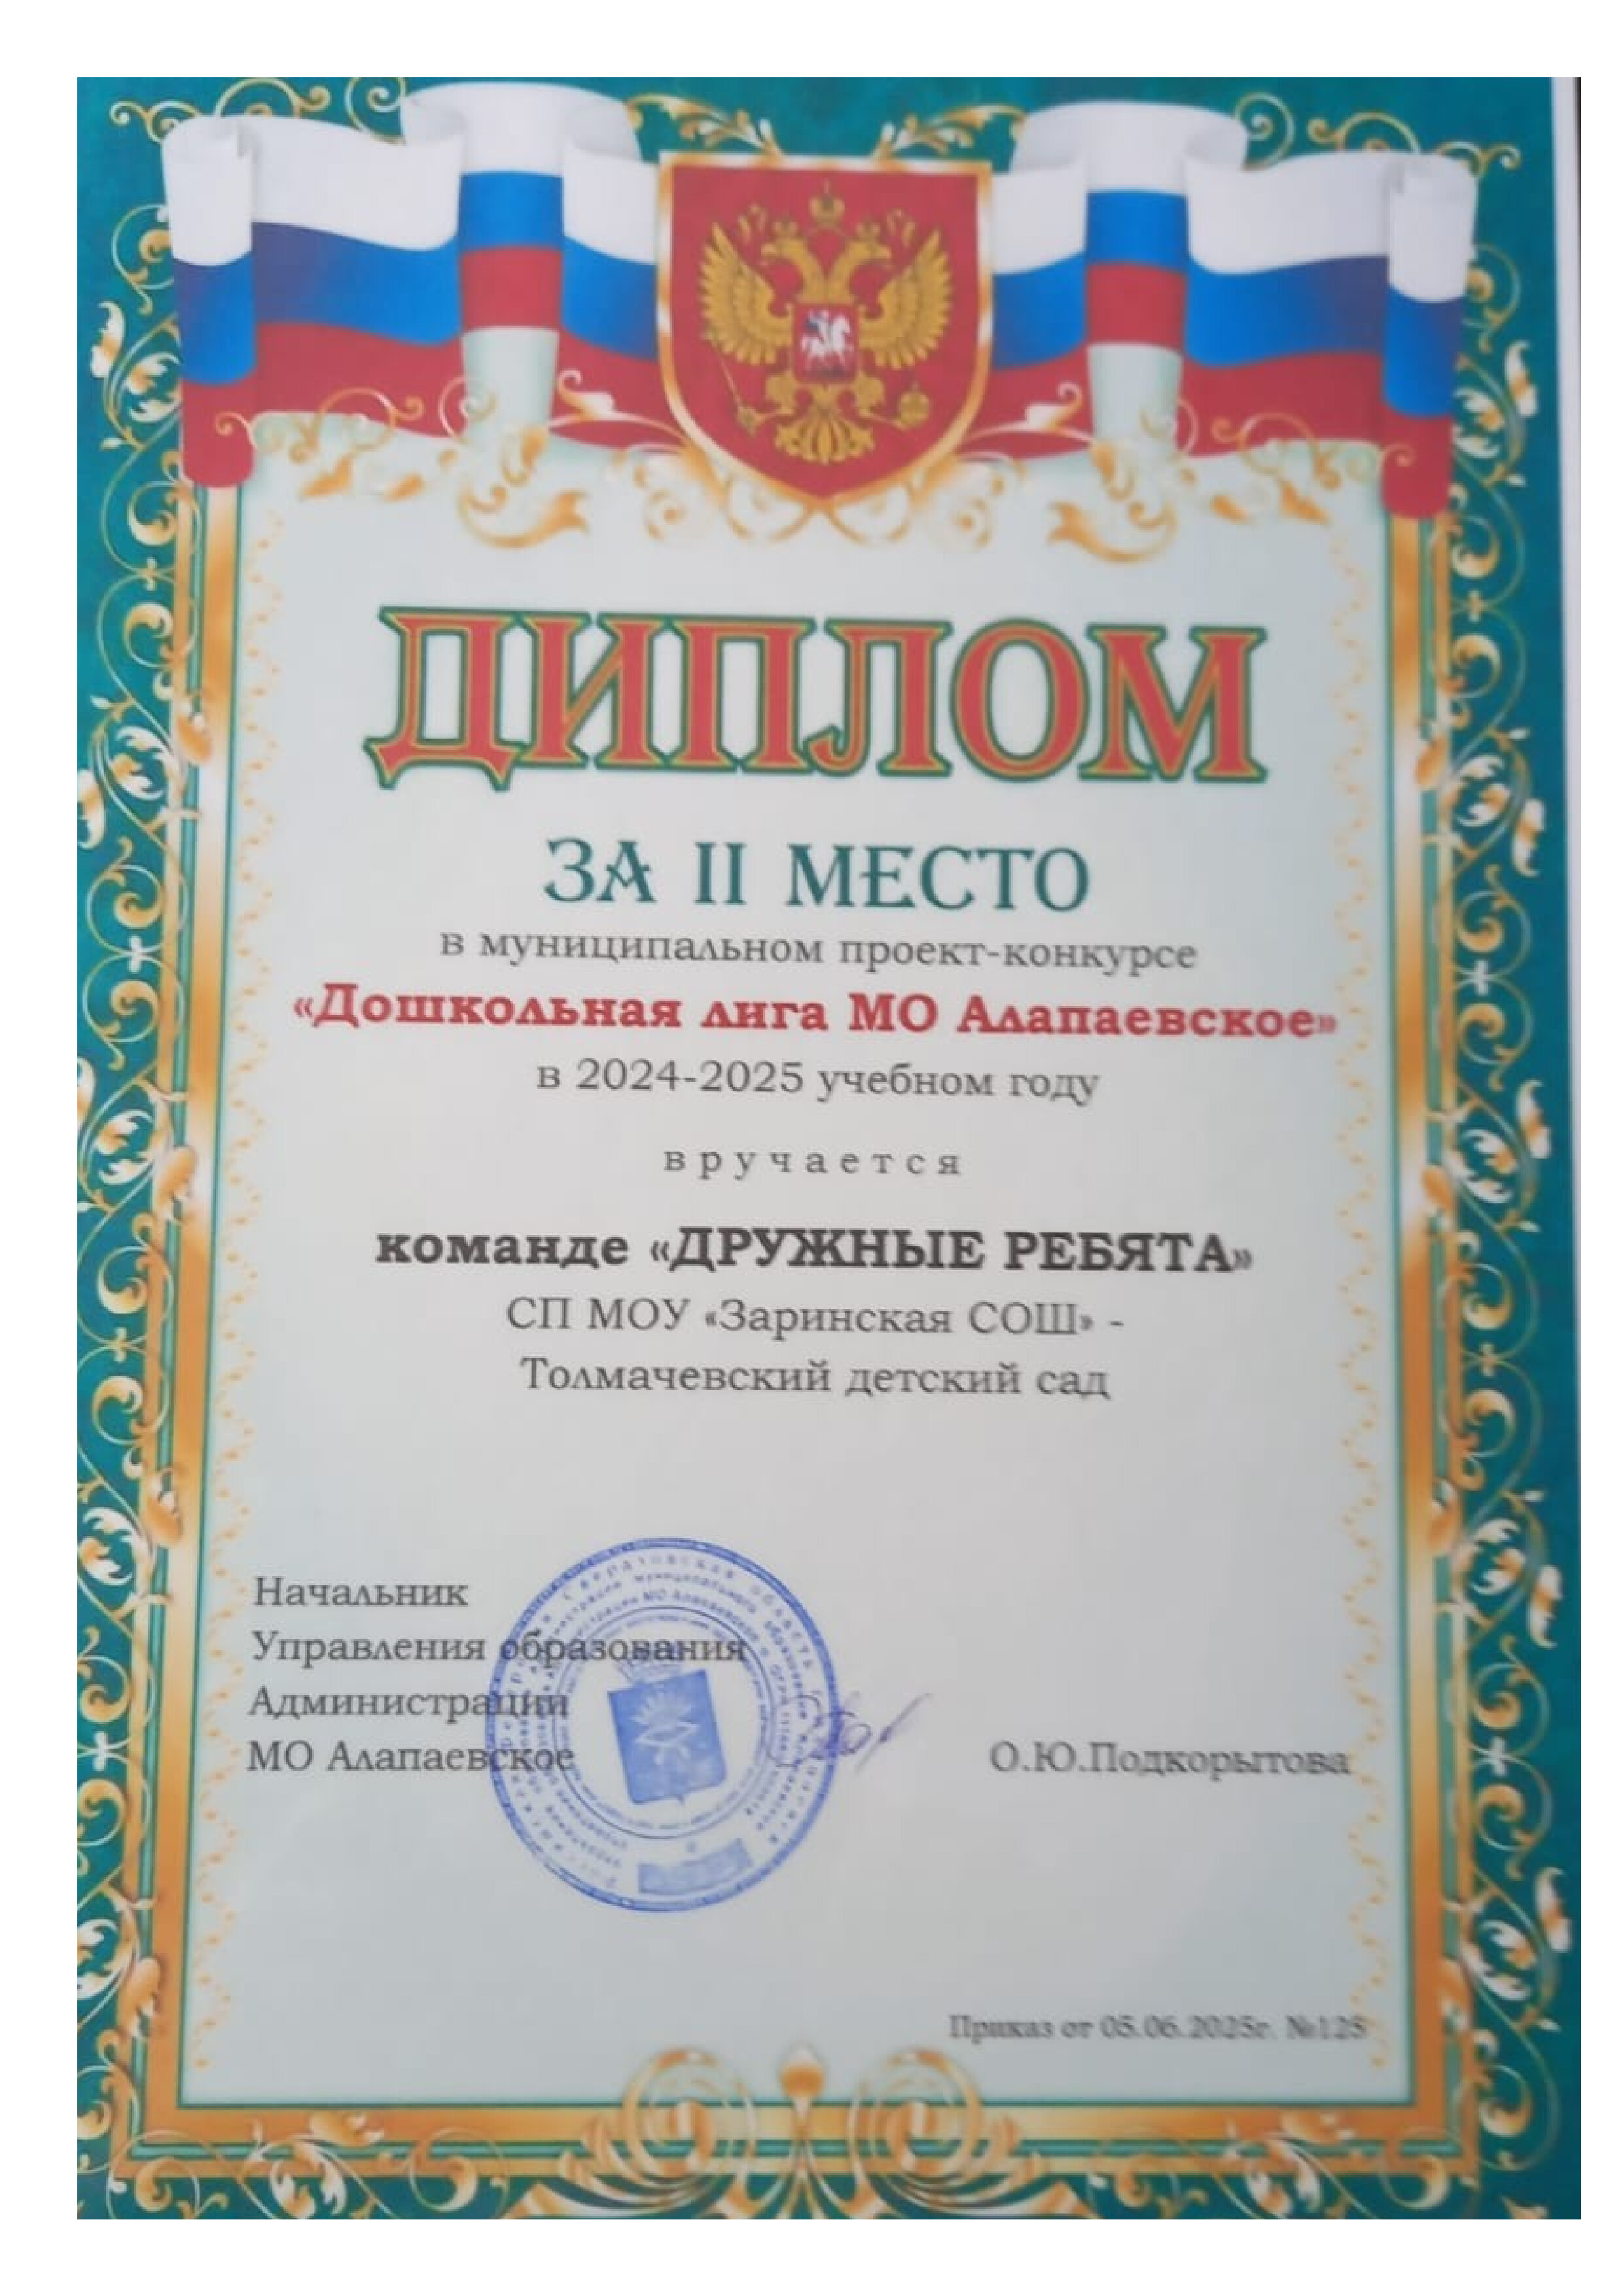 ДИПЛОМ
ЗА II МЕСТО
в муниципальном проект-конкурсе
«Дошкольная лига МО Алапаевское»
в 2024-2025 учебном году
вручается
команде «ДРУЖНЫЕ РЕБЯТА»
СП МОУ «Заринская СОШ» -
Толмачевский детский сад
Начальник
Управления образования
Администрации
МО Алапаевское
О.Ю.Подкорытова
Приказ от 05.06.2025г. №125